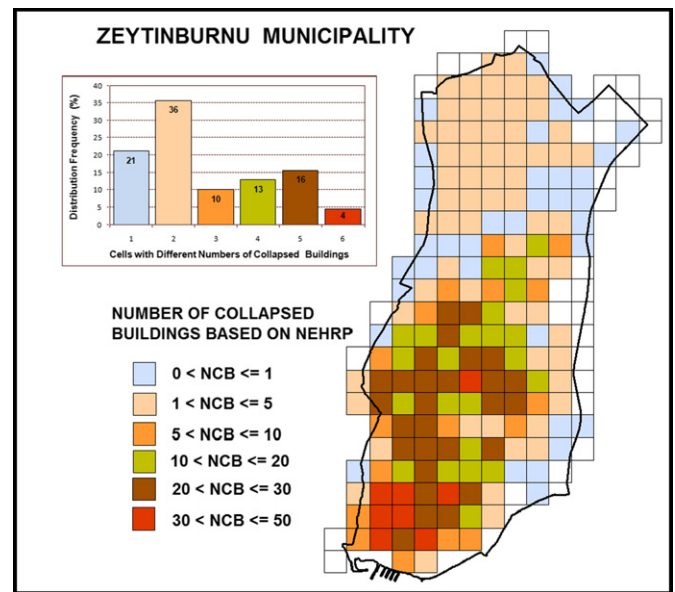 ZEYTINBURNU MUNICIPALITY
Distribution Frequency (%)
40
35
30
25
20
15
10
5
0
21
36
10
13
16
4
1 2 3 4 5 6
Cells with Different Numbers of Collapsed Buildings
NUMBER OF COLLAPSED
BUILDINGS BASED ON NEHRP
0 < NCB <= 1
1 < NCB <= 5
5 < NCB <= 10
10 < NCB <= 20
20 < NCB <= 30
30 < NCB <= 50